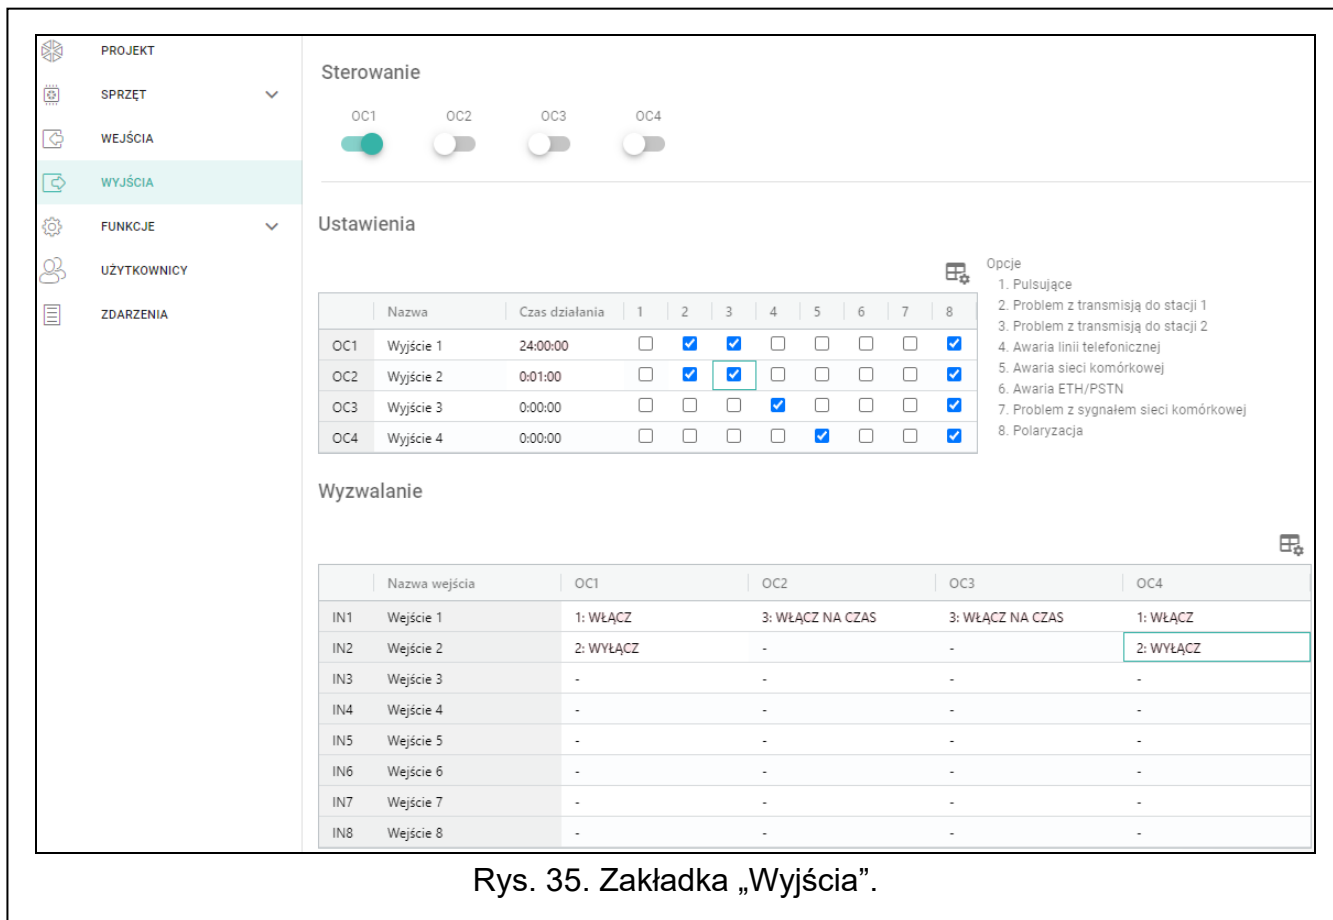 PROJEKT
SPRZĘT
WEJŚCIA
WYJŚCIA
FUNKCJE
UŻYTKOWNICY
ZDARZENIA
Sterowanie
OC1 OC2 OC3 OC4
Ustawienia
Nazwa Czas działania 1 2 3 4 5 6 7 8
OC1 Wyjście 1 24:00:00
OC2 Wyjście 2 0:01:00
OC3 Wyjście 3 0:00:00
OC4 Wyjście 4 0:00:00
Opcje
1. Pulsujące
2. Problem z transmisją do stacji 1
3. Problem z transmisją do stacji 2
4. Awaria linii telefonicznej
5. Awaria sieci komórkowej
6. Awaria ETH/PSTN
7. Problem z sygnałem sieci komórkowej
8. Polaryzacja
Wyzwalanie
Nazwa wejścia OC1 OC2 OC3 OC4
IN1 Wejście 1 1: WŁĄCZ 3: WŁĄCZ NA CZAS 3: WŁĄCZ NA CZAS 1: WŁĄCZ
IN2 Wejście 2 2: WYŁĄCZ - - 2: WYŁĄCZ
IN3 Wejście 3 - - - -
IN4 Wejście 4 - - - -
IN5 Wejście 5 - - - -
IN6 Wejście 6 - - - -
IN7 Wejście 7 - - - -
IN8 Wejście 8 - - - -
Rys. 35. Zakładka „Wyjścia”.